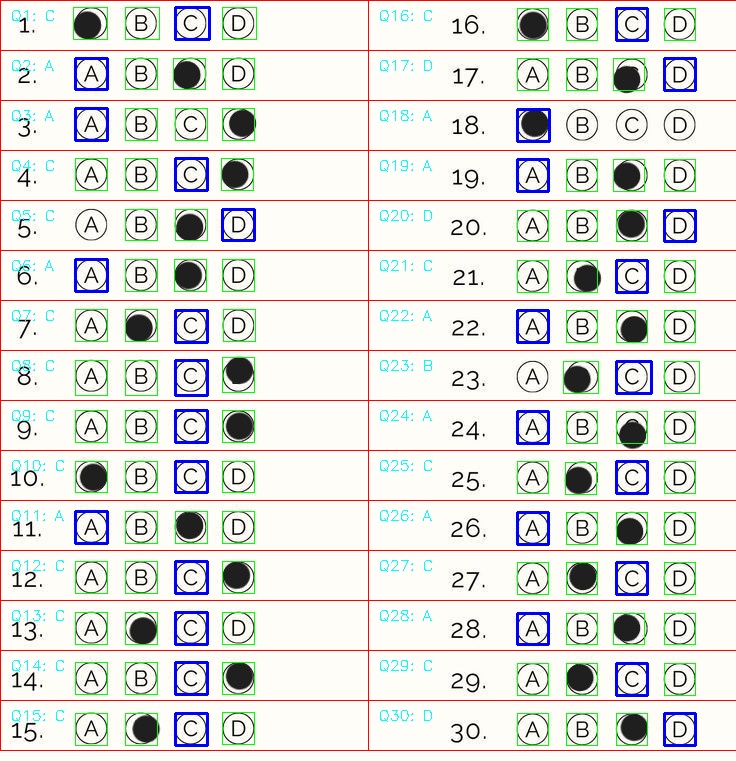 Q1: C
1. B C D
Q2: A
2. A B D
Q3: A
3. A B C
Q4: C
4. A B C
Q5: C
5. A B D
Q6: A
6. A B D
Q7: C
7. A C D
Q8: C
8. A B C
Q9: C
9. A B C
Q10: C
10. B C D
Q11: A
11. A B D
Q12: C
12. A B C
Q13: C
13. A C D
Q14: C
14. A B C
Q15: C
15. A C D
Q16: C
16. B C D
Q17: D
17. A B D
Q18: A
18. B C D
Q19: A
19. A B D
Q20: D
20. A B D
Q21: C
21. A C D
Q22: A
22. A B D
Q23: B
23. A C D
Q24: A
24. A B D
Q25: C
25. A C D
Q26: A
26. A B D
Q27: C
27. A C D
Q28: A
28. A B D
Q29: C
29. A C D
Q30: D
30. A B D